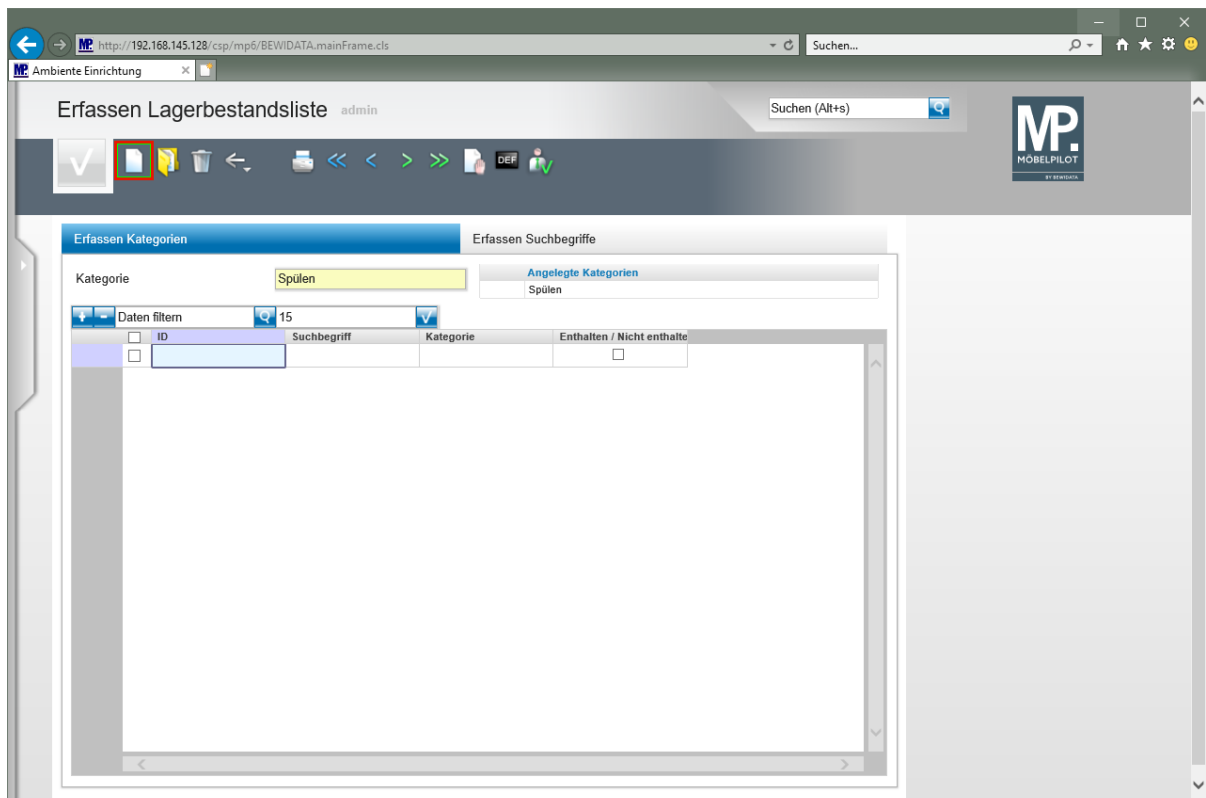 http://192.168.145.128/csp/mp6/BEWIDATA.mainFrame.cls
Suchen...
MP. Ambiente Einrichtung
Erfassen Lagerbestandsliste admin
Suchen (Alt+s)
MP.
MÖBELPILOT
BY BEWIDATA
DEF
Erfassen Kategorien
Erfassen Suchbegriffe
Kategorie
Spülen
Angelegte Kategorien
Spülen
Daten filtern
15
ID Suchbegriff Kategorie Enthalten / Nicht enthalte